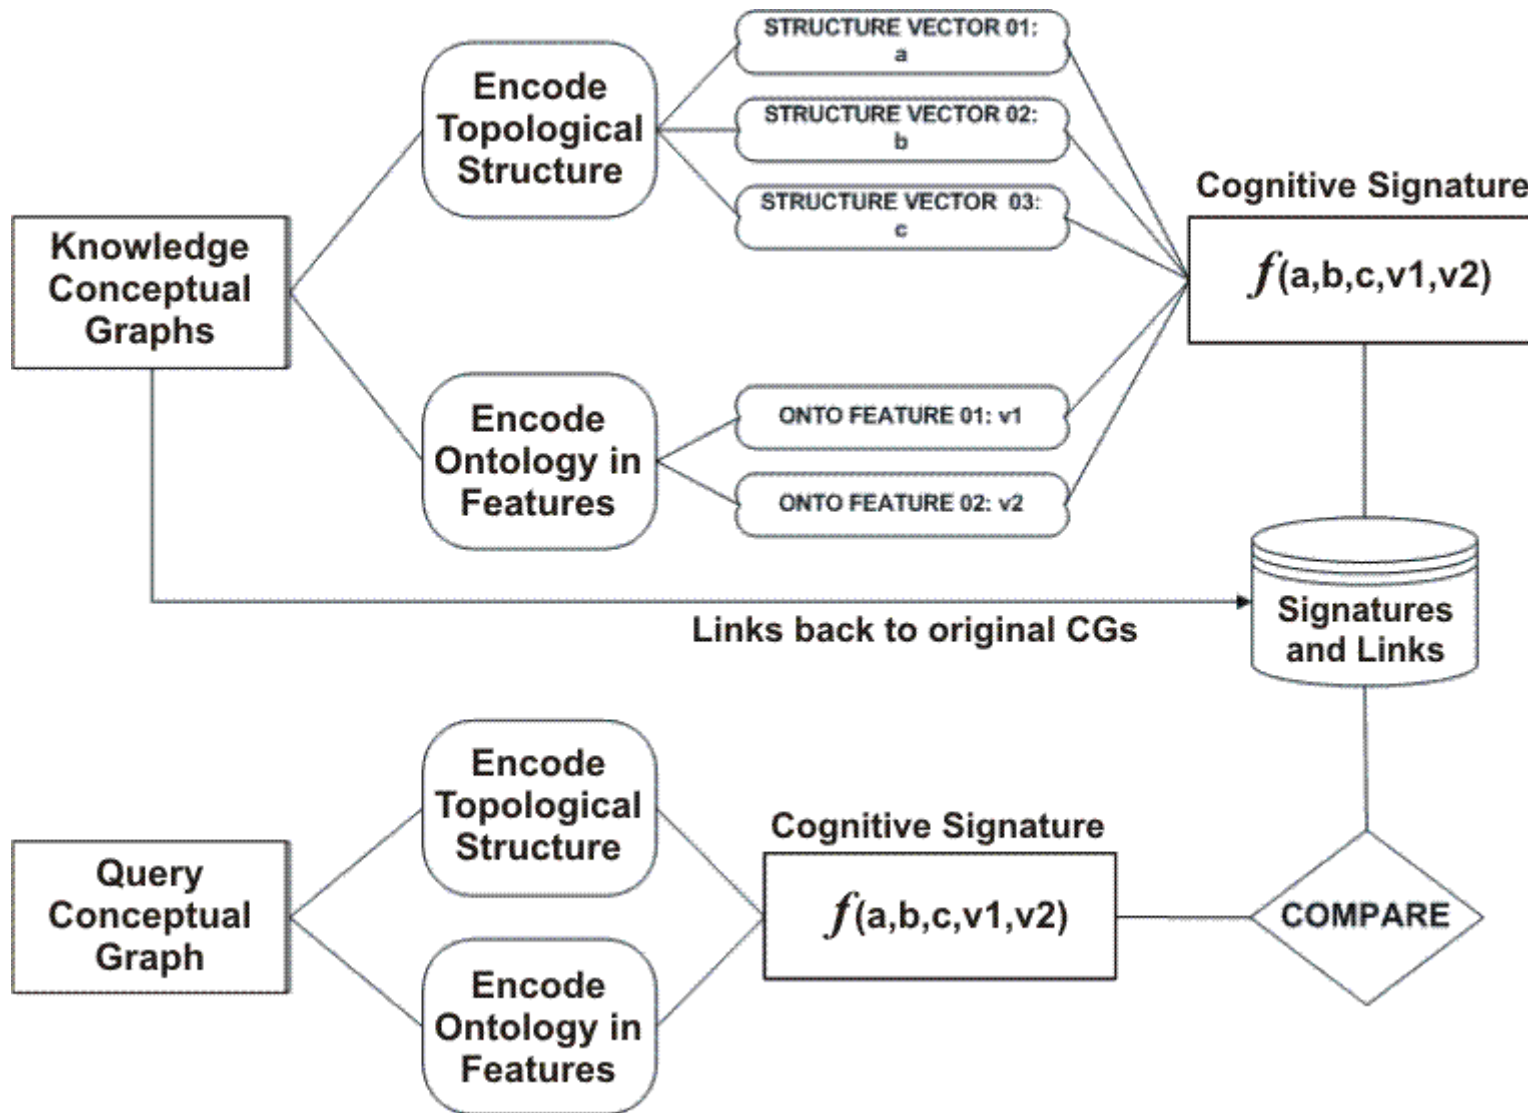 Encode
Topological
Structure
STRUCTURE VECTOR 01:
a
STRUCTURE VECTOR 02:
b
STRUCTURE VECTOR 03:
c
Cognitive Signature
f(a,b,c,v1,v2)
Knowledge
Conceptual
Graphs
Encode
Ontology in
Features
ONTO FEATURE 01: v1
ONTO FEATURE 02: v2
Links back to original CGs
Signatures
and Links
Encode
Topological
Structure
Query
Conceptual
Graph
Encode
Ontology in
Features
Cognitive Signature
f(a,b,c,v1,v2)
COMPARE